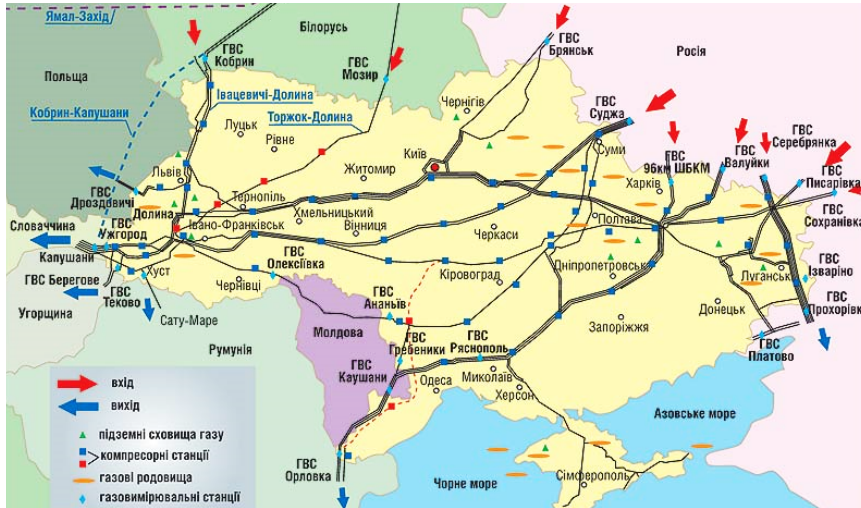 Ямал-Захід
Білорусь
ГВС
Кобрин
ГВС
Мозир
ГВС
Брянськ
Росія
Польща
Кобрин-Капушани
Івацевичі-Долина
Торжок-Долина
Луцьк
Рівне
Чернігів
ГВС
Суджа
Суми
Київ
Житомир
ГВС
96км ШБКМ
ГВС
Валуйки
ГВС
Серебрянка
ГВС
Писарівка
ГВС
Сохранівка
Харків
Львів
ГВС
Дроздовичі
Долина
Тернопіль
Хмельницький
Івано-Франківськ
Вінниця
Черкаси
Полтава
Словаччина
ГВС
Ужгород
Капушани
ГВС Берегове
ГВС
Теково
Хуст
Угорщина
Сату-Маре
Чернівці
ГВС
Олексіївка
Кіровоград
Дніпропетровськ
Луганськ
ГВС
Ізваріно
ГВС
Прохорівка
Донецьк
ГВС
Платово
Запоріжжя
Молдова
Румунія
ГВС
Ананьїв
ГВС
Гребеники
ГВС
Раснополь
ГВС
Каушани
Одеса
Миколаїв
Херсон
ГВС
Орловка
Азовське море
Чорне море
Сімферополь
вхід
вихід
підземні сховища газу
компресорні станції
газові родовища
газовимірювальні станції